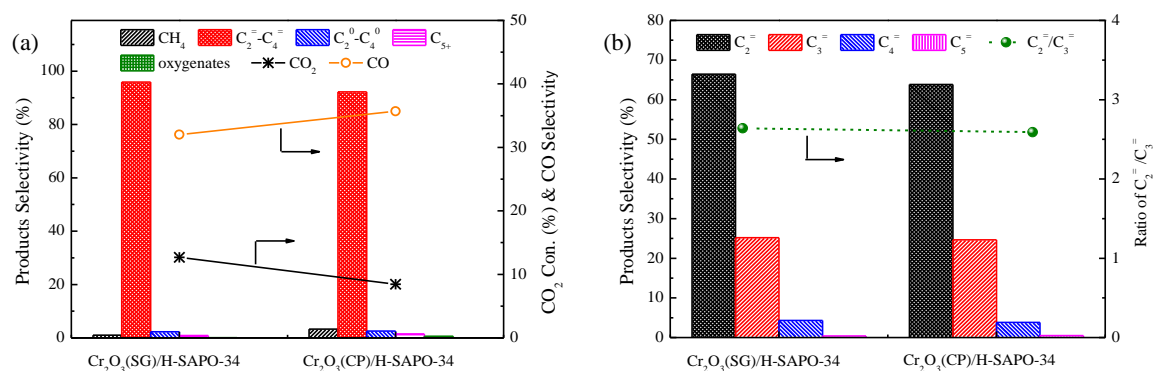 (a)
CH₄ C₂⁼-C₄⁼ C₂⁰-C₄⁰ C₅₊
oxygenates CO₂ CO
Products Selectivity (%)
100
80
60
40
20
0
50
40
30
20
10
0
CO₂ Con. (%) & CO Selectivity
Cr₂O₃(SG)/H-SAPO-34 Cr₂O₃(CP)/H-SAPO-34
(b)
C₂⁼ C₃⁼ C₄⁼ C₅⁼ C₂⁼/C₃⁼
Products Selectivity (%)
80
70
60
50
40
30
20
10
0
4
3
2
1
0
Ratio of C₂⁼/C₃⁼
Cr₂O₃(SG)/H-SAPO-34 Cr₂O₃(CP)/H-SAPO-34